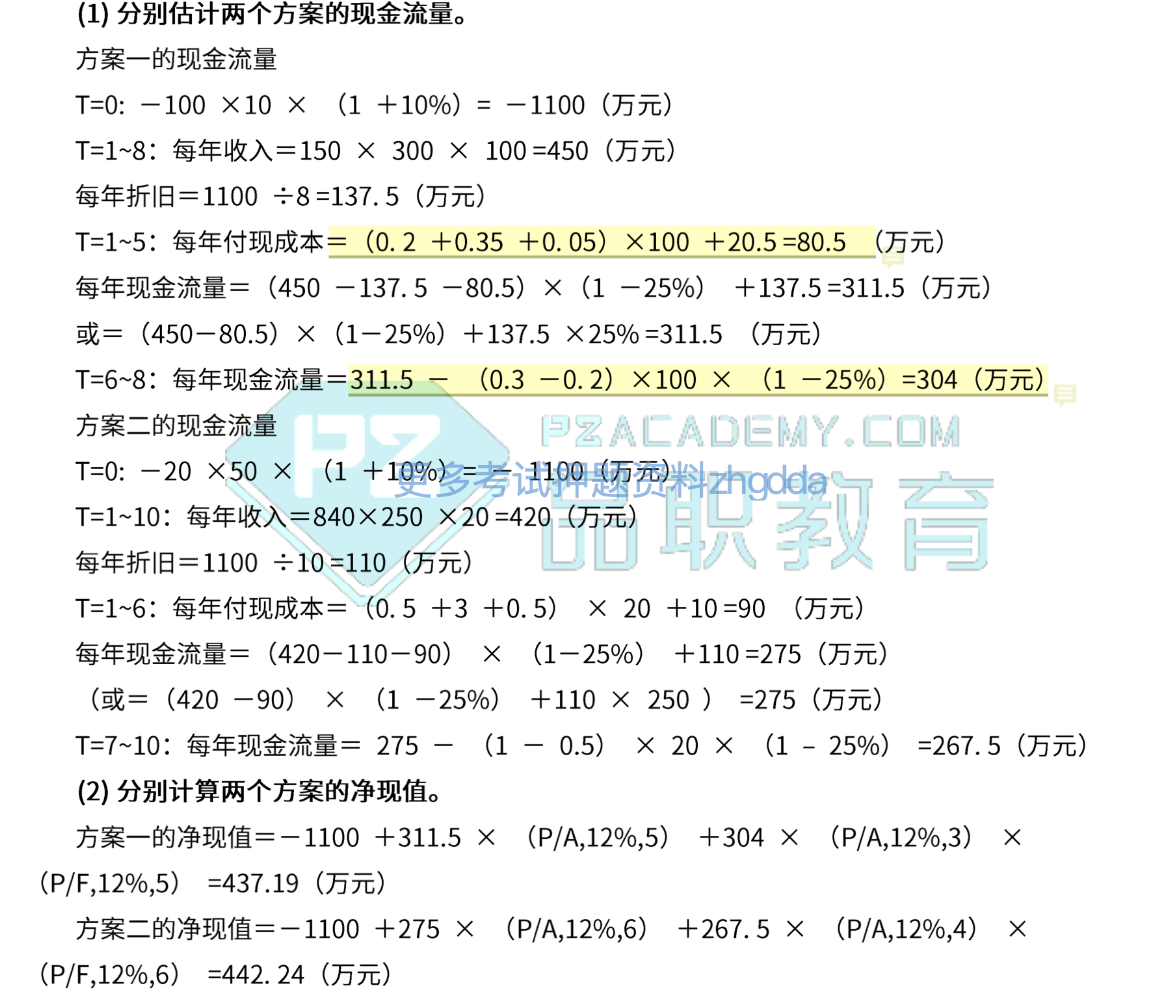 (1) 分别估计两个方案的现金流量。
方案一的现金流量
T=0: －100 ×10 × （1 ＋10%）= －1100（万元）
T=1~8：每年收入＝150 × 300 × 100=450（万元）
每年折旧＝1100 ÷8=137.5（万元）
T=1~5：每年付现成本＝（0.2 ＋0.35 ＋0.05）×100 ＋20.5=80.5 （万元）
每年现金流量＝（450 －137.5 －80.5）×（1 －25%） ＋137.5=311.5（万元）
或＝（450－80.5）×（1－25%）＋137.5 ×25%=311.5 （万元）
T=6~8：每年现金流量＝311.5 － （0.3 －0.2）×100 × （1 －25%）=304（万元）
方案二的现金流量
PZACADEMY.COM
T=0: －20 ×50 × （1 ＋10%）= － 1100（万元）
PZ
更多考试押题资料zhgdda
品职教育
T=1~10：每年收入＝840×250 ×20=420（万元）
每年折旧＝1100 ÷10=110（万元）
T=1~6：每年付现成本＝（0.5 ＋3 ＋0.5） × 20 ＋10=90 （万元）
每年现金流量＝（420－110－90） × （1－25%） ＋110=275（万元）
（或＝（420 －90） × （1 －25%） ＋110 × 250 ） =275（万元）
T=7~10：每年现金流量＝ 275 － （1 － 0.5） × 20 × （1 – 25%） =267.5（万元）
(2) 分别计算两个方案的净现值。
方案一的净现值＝－1100 ＋311.5 × （P/A,12%,5） ＋304 × （P/A,12%,3） ×
（P/F,12%,5） =437.19（万元）
方案二的净现值＝－1100 ＋275 × （P/A,12%,6） ＋267.5 × （P/A,12%,4） ×
（P/F,12%,6） =442.24（万元）